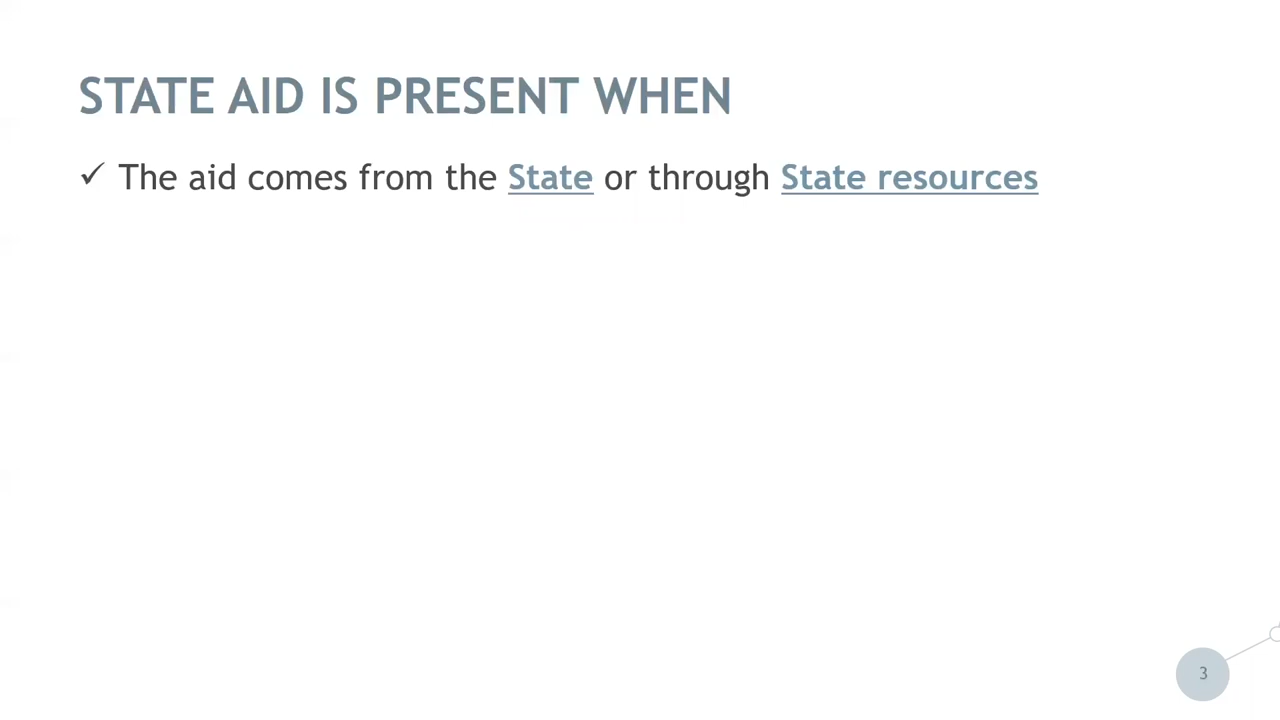 STATE AID IS PRESENT WHEN
✓ The aid comes from the State or through State resources
3